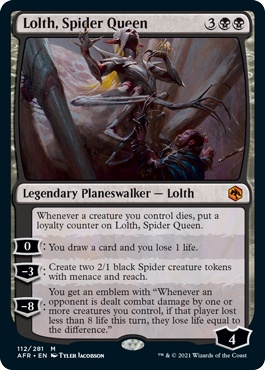 Lolth, Spider Queen 3
Legendary Planeswalker — Lolth
Whenever a creature you control dies, put a
loyalty counter on Lolth, Spider Queen.
0 : You draw a card and you lose 1 life.
-3 : Create two 2/1 black Spider creature tokens
with menace and reach.
-8 : You get an emblem with “Whenever an
opponent is dealt combat damage by one or
more creatures you control, if that player lost
less than 8 life this turn, they lose life equal to
the difference.”
4
112/281 M
AFR • EN TYLER JACOBSON
™ & © 2021 Wizards of the Coast